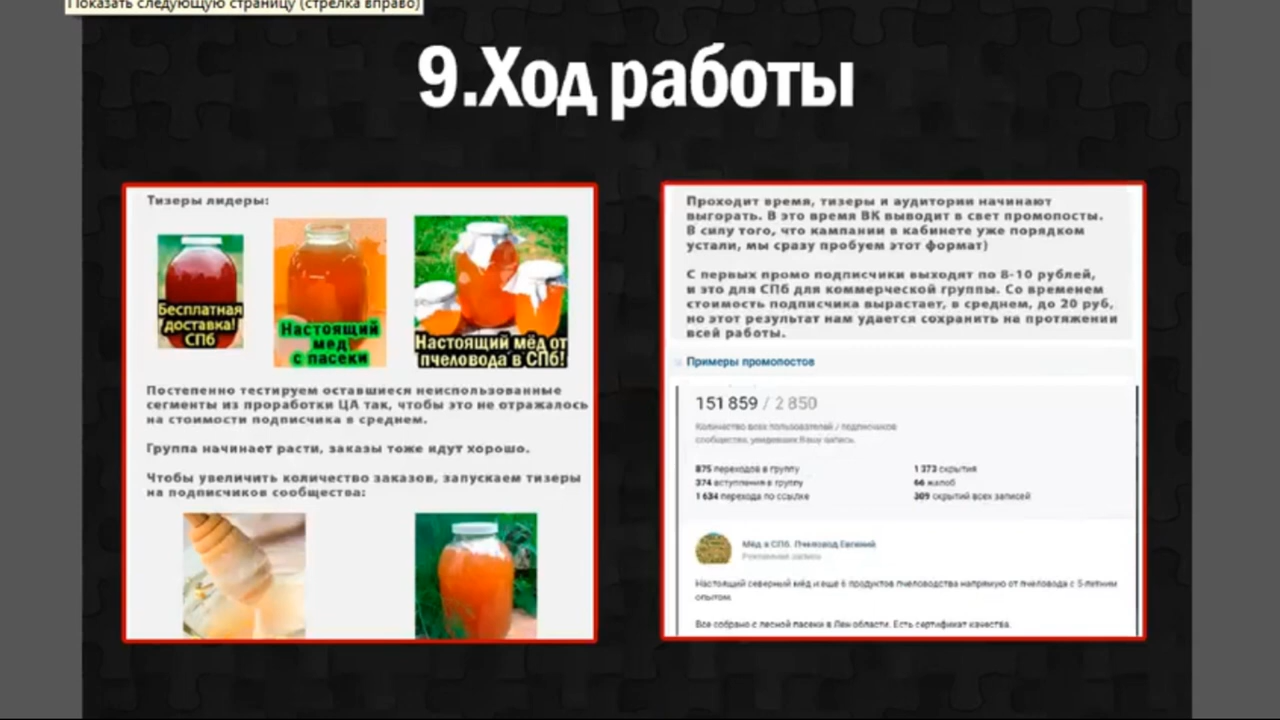 Показать следующую страницу (стрелка вправо)
9.Ход работы
Тизеры лидеры:
Бесплатная
доставка!
СПб
Настоящий
мед
с пасеки
Настоящий мёд от
пчеловода в СПб!
Постепенно тестируем оставшиеся неиспользованные
сегменты из проработки ЦА так, чтобы это не отражалось
на стоимости подписчика в среднем.
Группа начинает расти, заказы тоже идут хорошо.
Чтобы увеличить количество заказов, запускаем тизеры
на подписчиков сообщества:
Проходит время, тизеры и аудитории начинают
выгорать. В это время ВК выводит в свет промопосты.
В силу того, что кампании в кабинете уже порядком
устали, мы сразу пробуем этот формат)
С первых промо подписчики выходят по 8-10 рублей,
и это для СПб для коммерческой группы. Со временем
стоимость подписчика вырастает, в среднем, до 20 руб,
но этот результат нам удается сохранить на протяжении
всей работы.
Примеры промопостов
151 859 / 2 850
Количество всех пользователей / подписчиков
сообщества, увидевших Вашу запись.
875 переходов в группу
374 вступления в группу
1 634 перехода по ссылке
1 373 скрытия
66 жалоб
309 скрытий всех записей
Мёд в СПб. Пчеловод Евгений
Рекламная запись
Настоящий северный мёд и еще 6 продуктов пчеловодства напрямую от пчеловода с 5-летним
опытом.
Все собрано с лесной пасеки в Лен области. Есть сертификат качества.